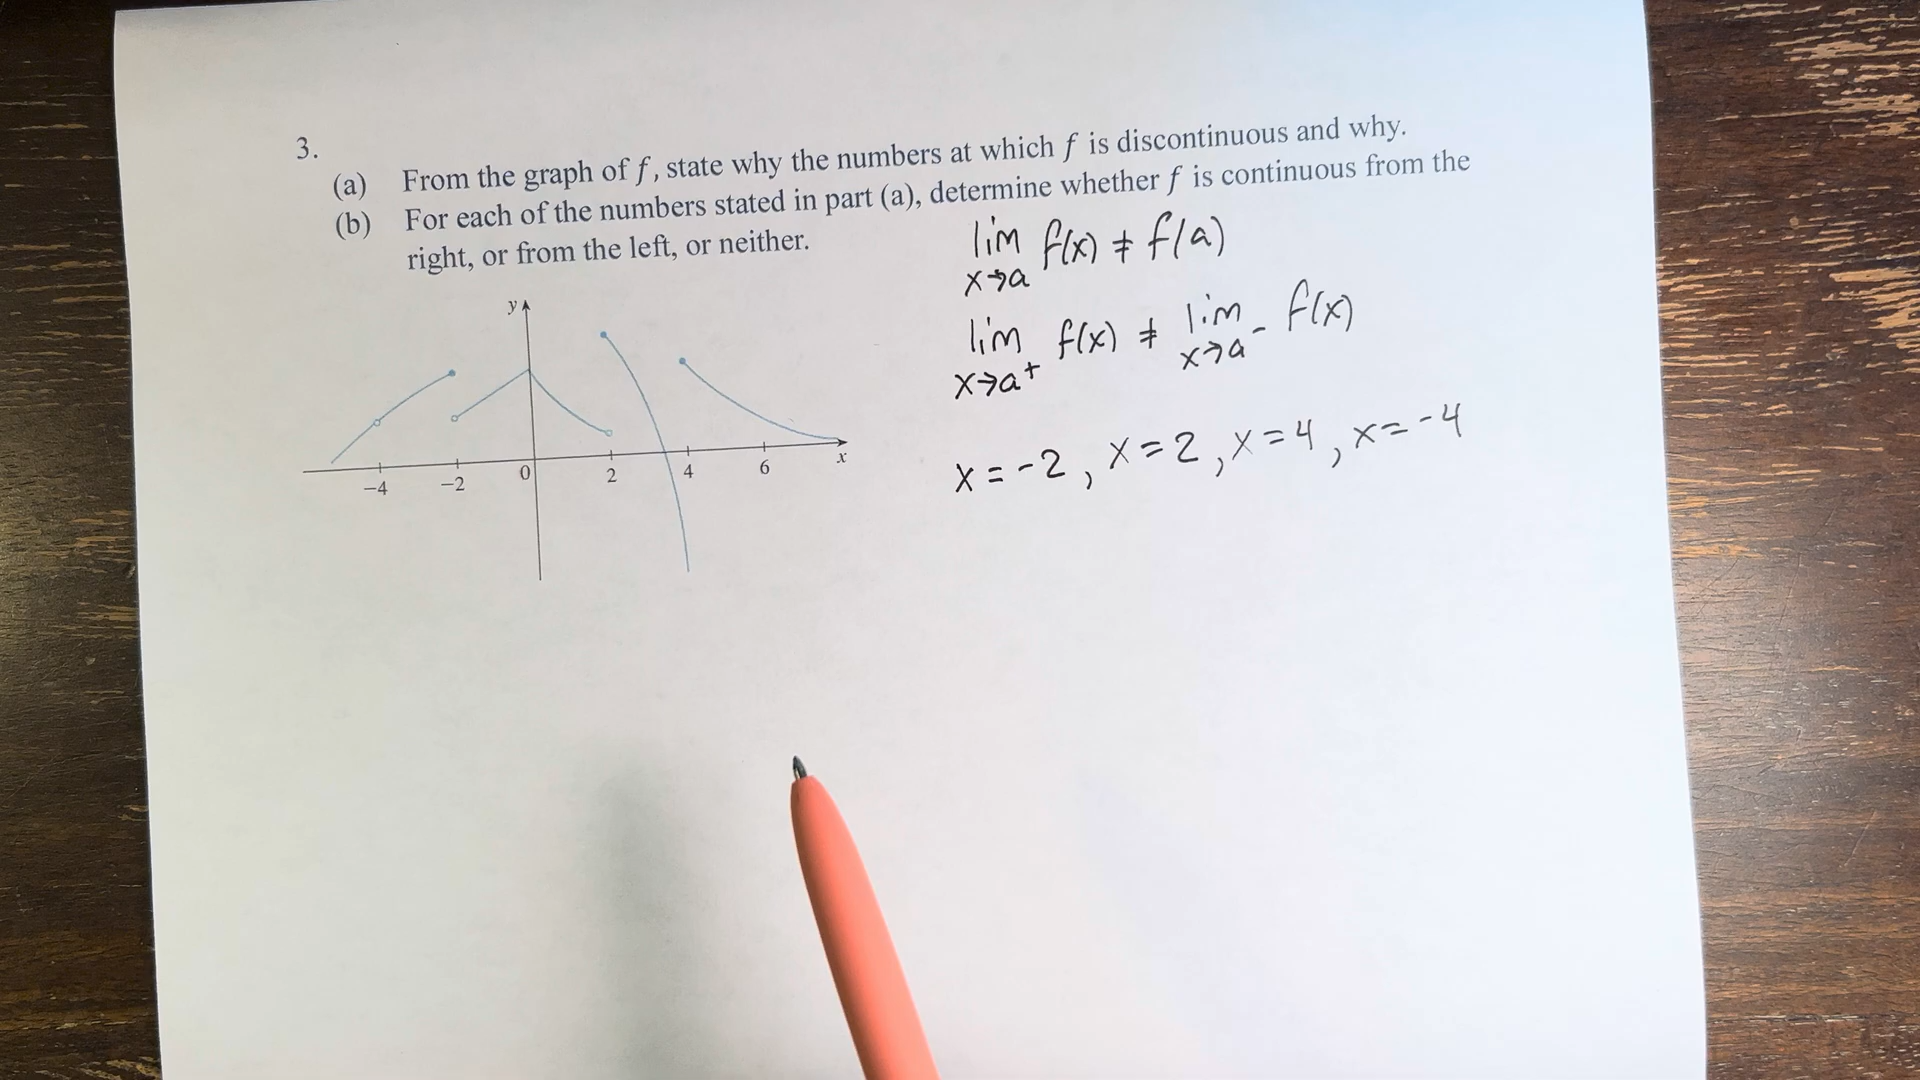 3.
(a) From the graph of f, state why the numbers at which f is discontinuous and why.
(b) For each of the numbers stated in part (a), determine whether f is continuous from the
right, or from the left, or neither.
lim f(x) ≠ f(a)
x→a
lim f(x) ≠ lim f(x)
x→a⁺ x→a⁻
x = -2, x = 2, x = 4, x = -4
y
−4 −2 0 2 4 6 x